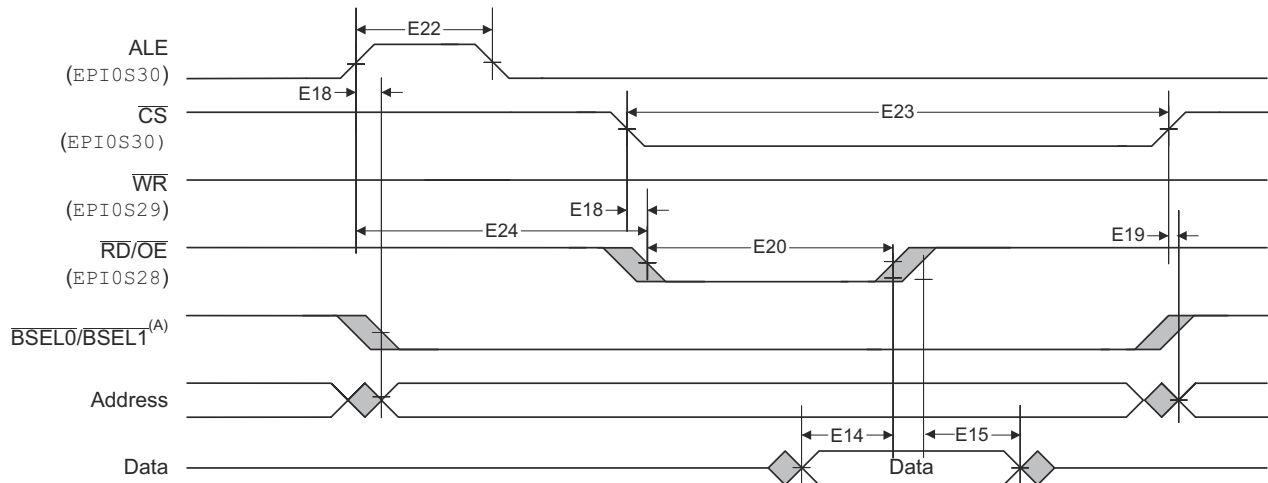 E22
ALE
(EPI0S30)
E18
CS
E23
(EPI0S30)
WR
(EPI0S29)
E18
E24
E20
E19
RD/OE
(EPI0S28)
BSEL0/BSEL1(A)
Address
E14
E15
Data
Data